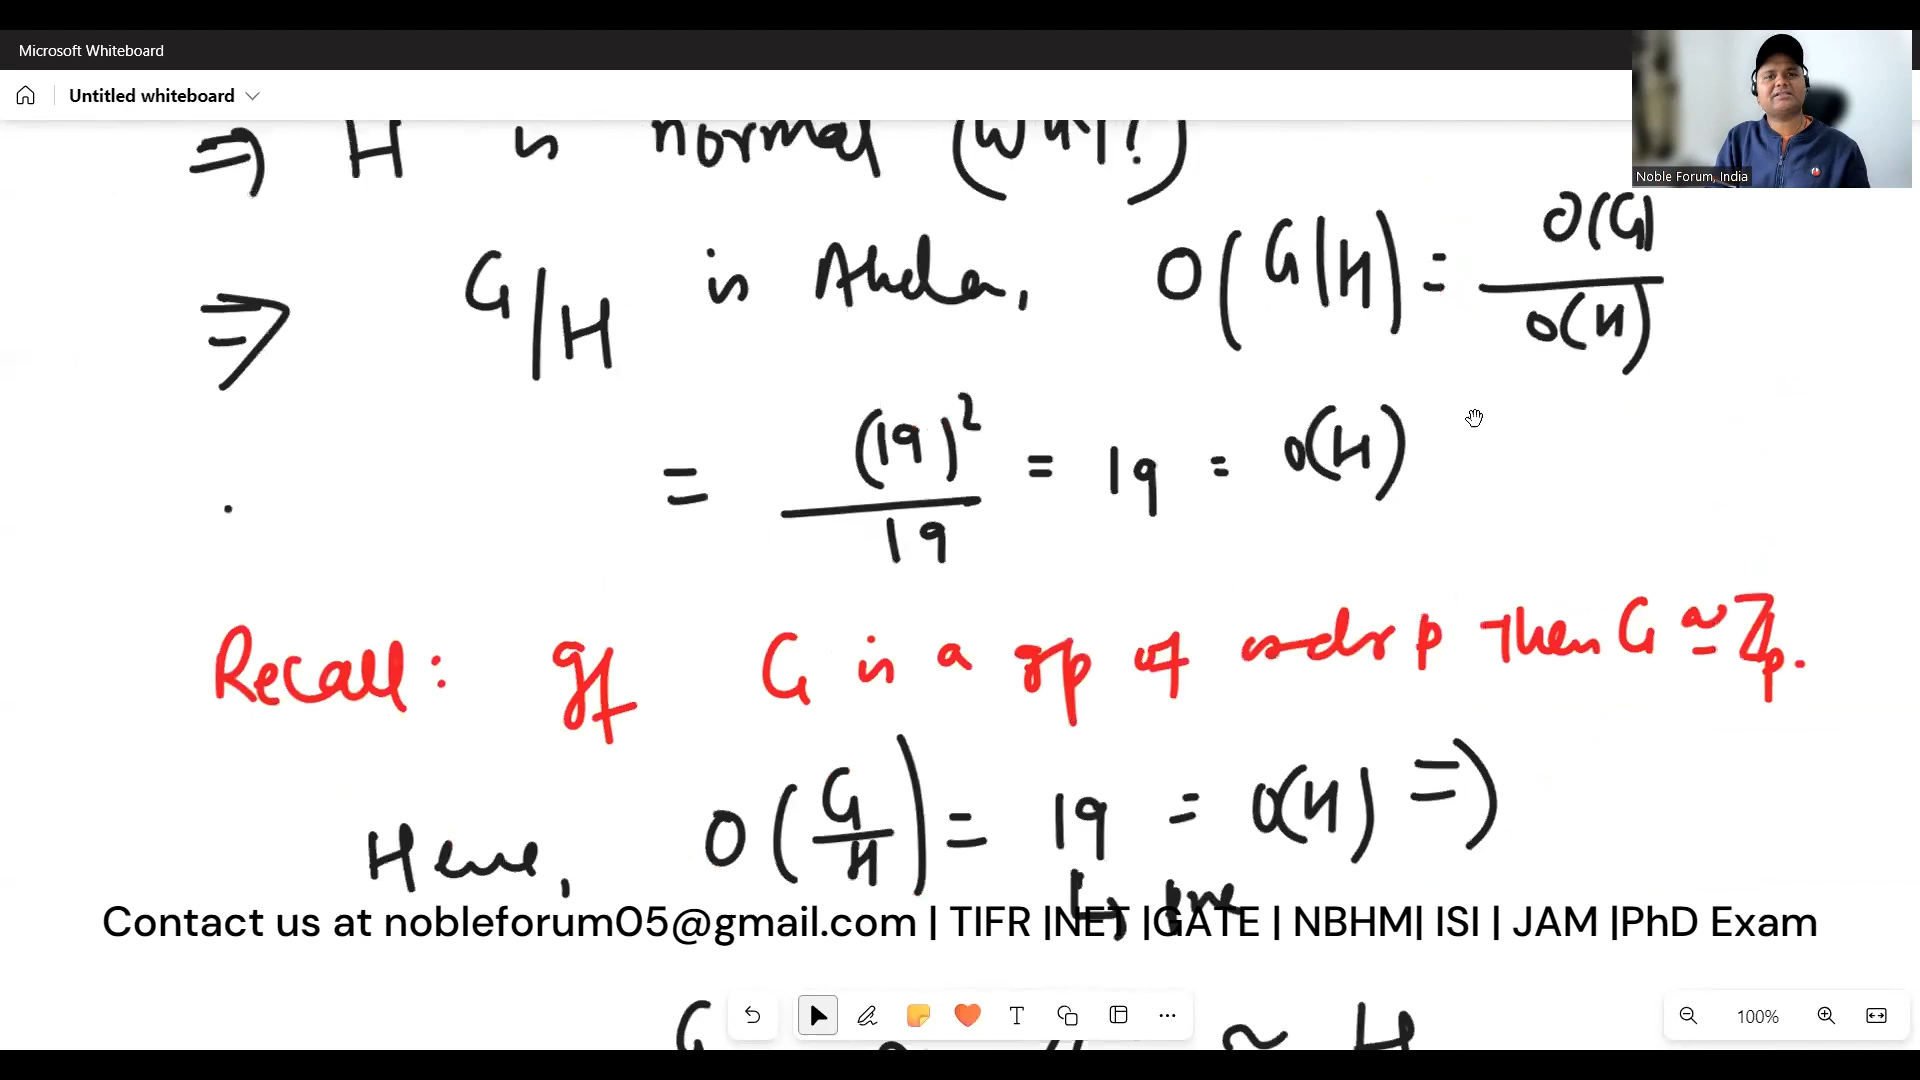 Microsoft Whiteboard
Untitled whiteboard
Noble Forum, India
⇒ H is normal (Why?)
⇒ G/H is Abelian, O(G/H) = O(G)/O(H)
= (19)²/19 = 19 = o(H)
Recall: If G is a gp of order p then G ≃ ℤₚ.
Here, O(G/H) = 19 = O(H) ⇒
Contact us at nobleforum05@gmail.com | TIFR |NET |GATE | NBHM| ISI | JAM |PhD Exam
100%